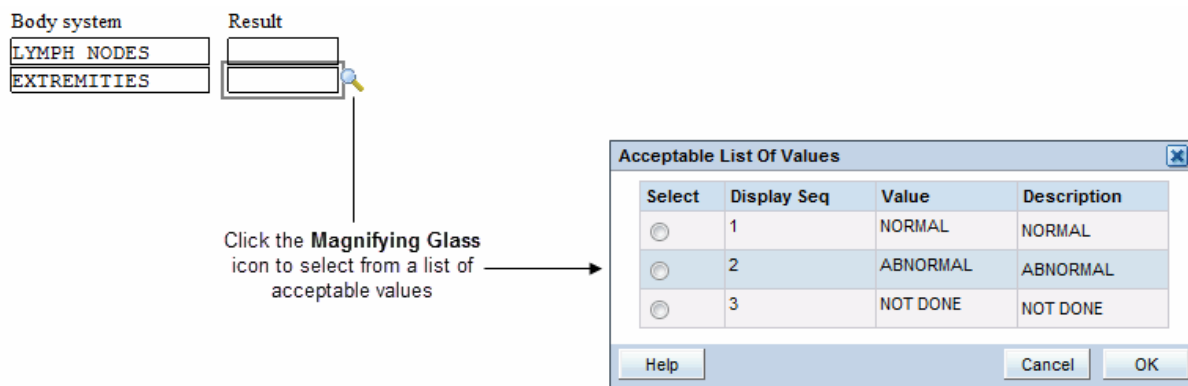 Body system Result
LYMPH NODES
EXTREMITIES
Click the Magnifying Glass
icon to select from a list of
acceptable values
Acceptable List Of Values
Select Display Seq Value Description
1 NORMAL NORMAL
2 ABNORMAL ABNORMAL
3 NOT DONE NOT DONE
Help Cancel OK